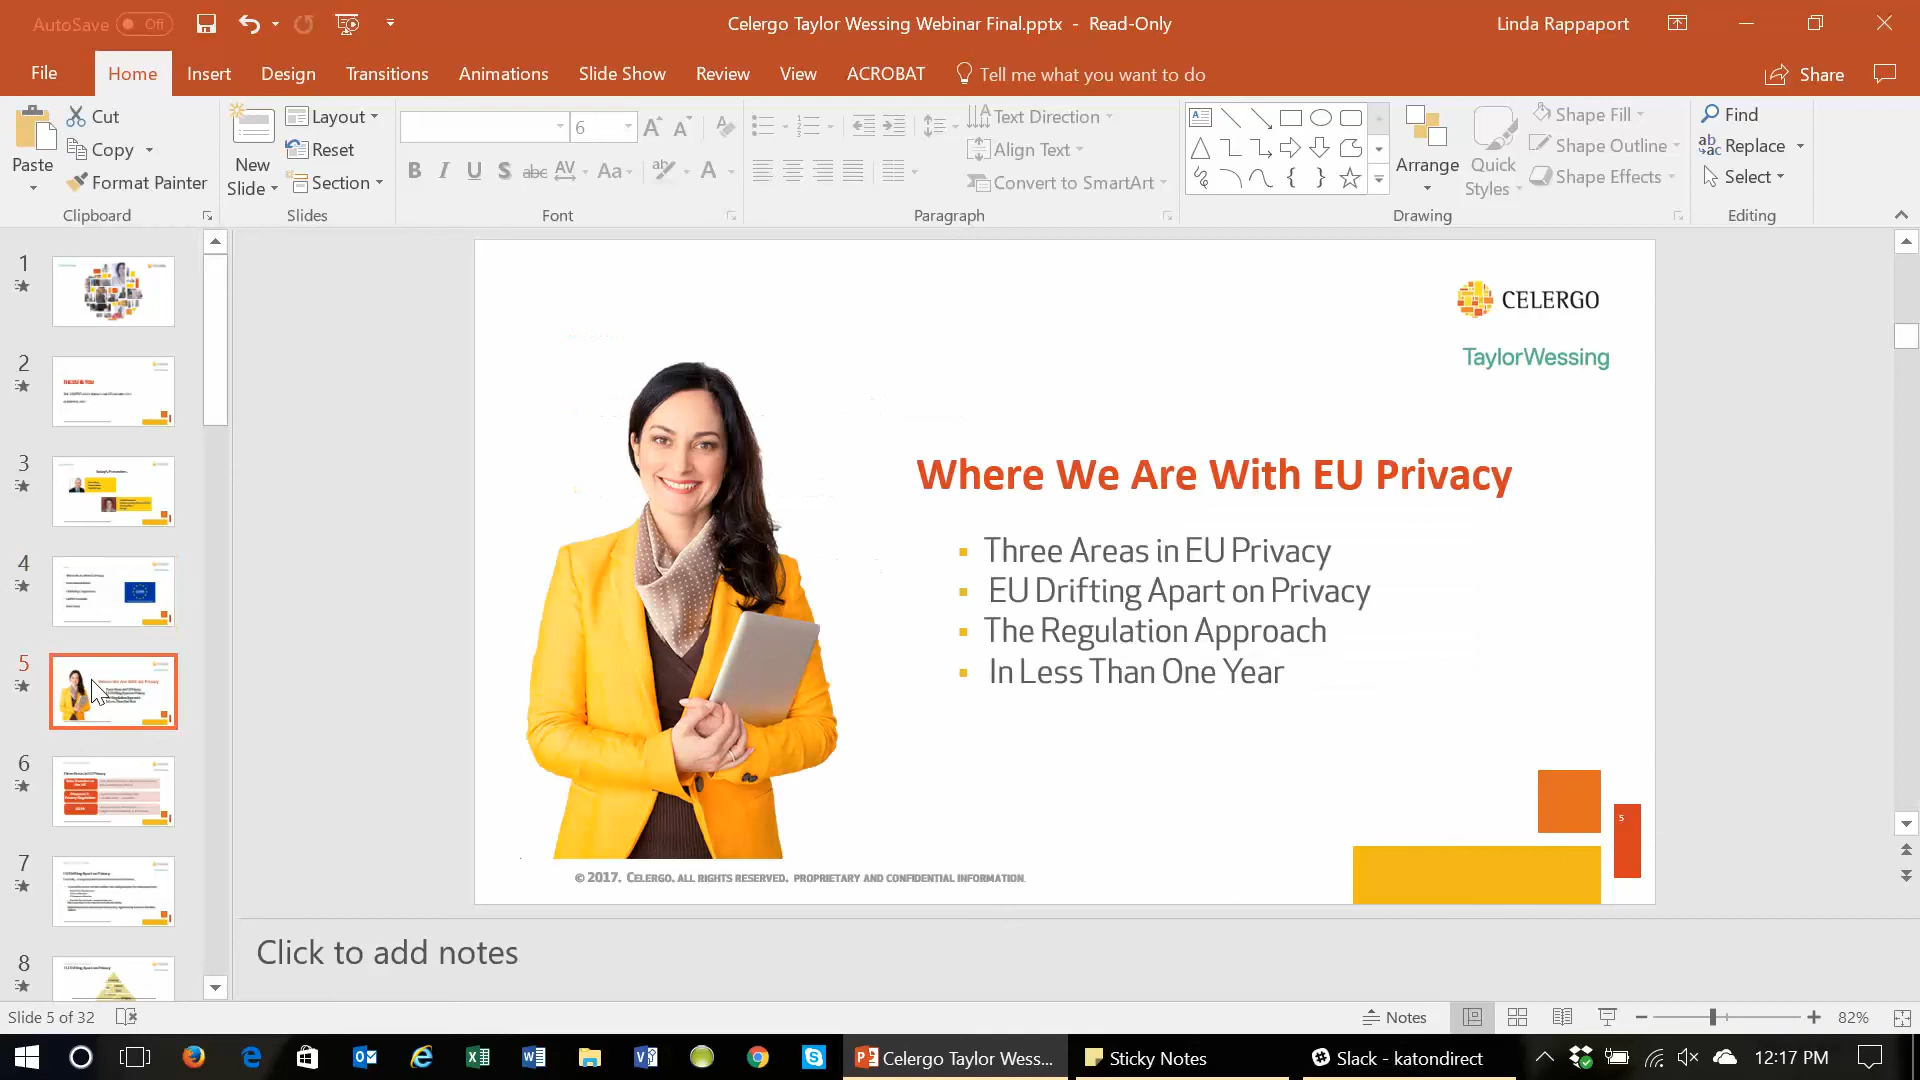 AutoSave Off
Celergo Taylor Wessing Webinar Final.pptx - Read-Only
Linda Rappaport
File Home Insert Design Transitions Animations Slide Show Review View ACROBAT Tell me what you want to do Share
Paste
Cut
Copy
Format Painter
Clipboard
New Slide
Layout
Reset
Section
Slides
6
B I U S abc AV Aa A
Font
Text Direction
Align Text
Convert to SmartArt
Paragraph
Arrange
Quick Styles
Shape Fill
Shape Outline
Shape Effects
Drawing
Find
Replace
Select
Editing
1
2
3
4
5
6
7
8
CELERGO
TaylorWessing
Where We Are With EU Privacy
Three Areas in EU Privacy
EU Drifting Apart on Privacy
The Regulation Approach
In Less Than One Year
5
© 2017. CELERGO. ALL RIGHTS RESERVED. PROPRIETARY AND CONFIDENTIAL INFORMATION.
Click to add notes
Slide 5 of 32
Notes
82%
Celergo Taylor Wess...
Sticky Notes
Slack - katondirect
12:17 PM